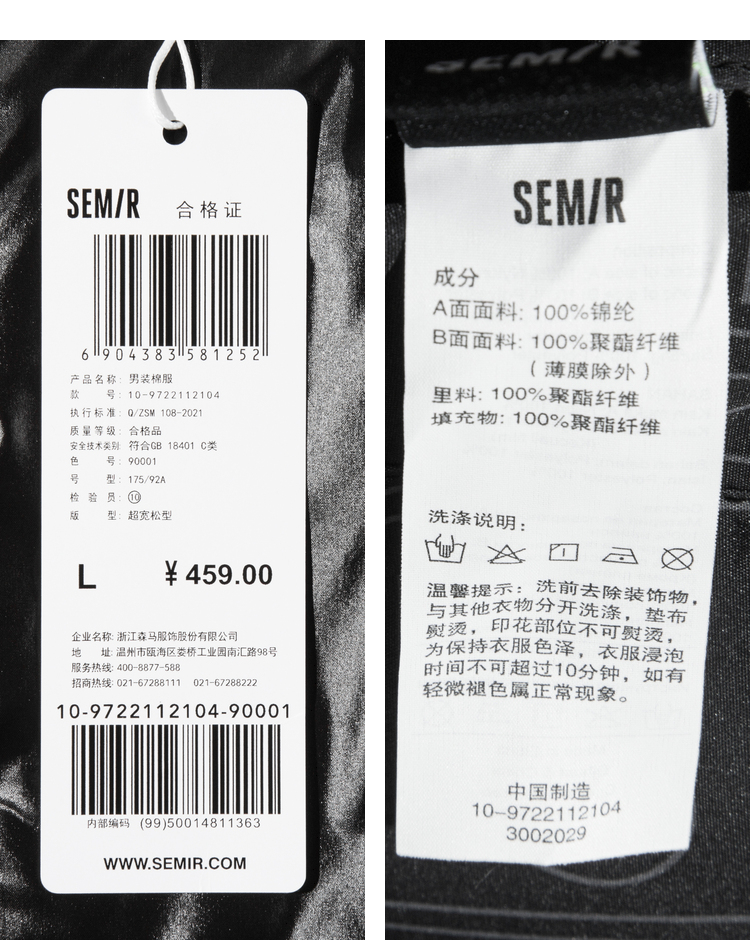 SEMIR 合格证
6 904383 581252
产品名称: 男装棉服
款 号: 10-9722112104
执行标准: Q/ZSM 108-2021
质量等级: 合格品
安全技术类别: 符合GB 18401 C类
色 号: 90001
号 型: 175/92A
检 验 员: ⑩
版 型: 超宽松型
L ¥459.00
企业名称: 浙江森马服饰股份有限公司
地 址: 温州市瓯海区娄桥工业园南汇路98号
服务热线: 400-8877-588
招商热线: 021-67288111 021-67288222
10-9722112104-90001
内部编码 (99)50014811363
WWW.SEMIR.COM
SEMIR
SEMIR
成分
A面面料: 100%锦纶
B面面料: 100%聚酯纤维
(薄膜除外)
里料: 100%聚酯纤维
填充物: 100%聚酯纤维
洗涤说明:
温馨提示: 洗前去除装饰物,
与其他衣物分开洗涤, 垫布
熨烫, 印花部位不可熨烫,
为保持衣服色泽, 衣服浸泡
时间不可超过10分钟, 如有
轻微褪色属正常现象。
中国制造
10-9722112104
3002029